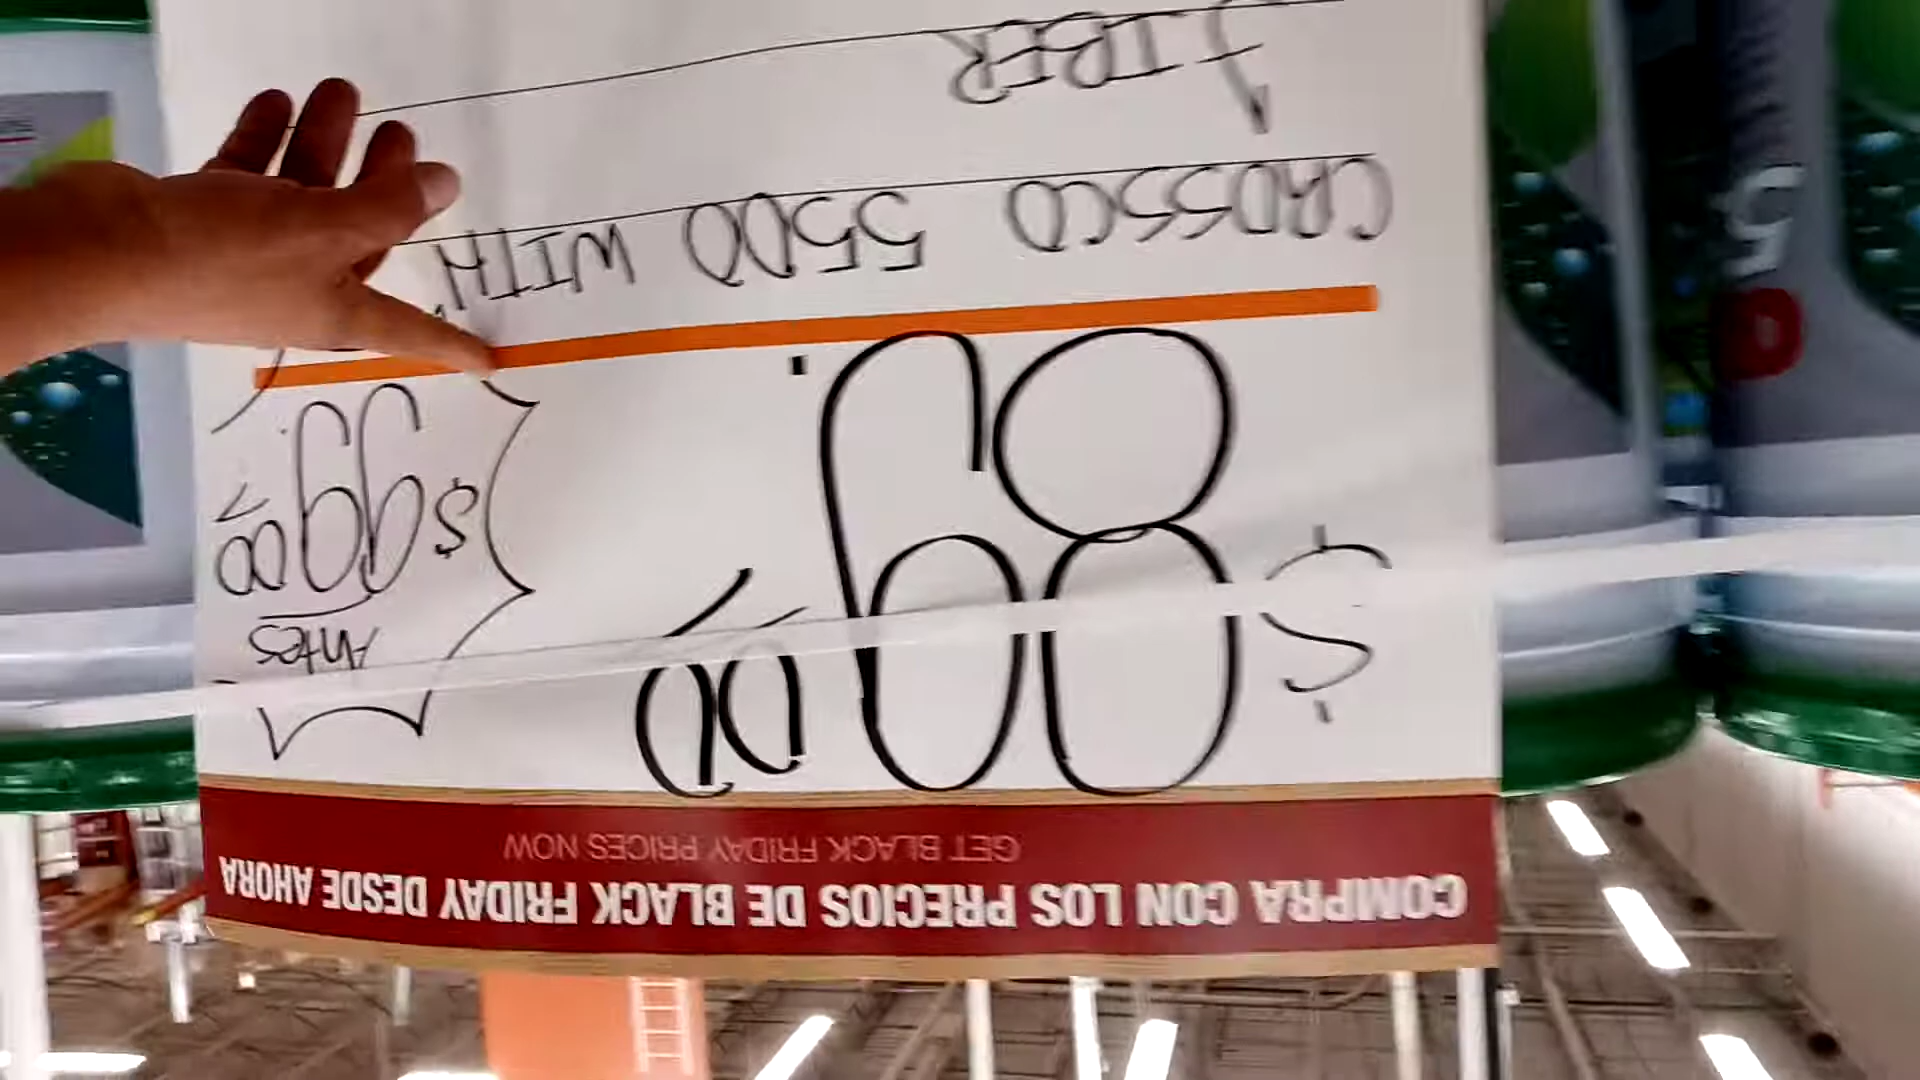 COMPRA CON LOS PRECIOS DE BLACK FRIDAY DESDE AHORA
GET BLACK FRIDAY PRICES NOW
$89.00
Antes
$99.00
CROSSCO 5500 WITH
FIBER